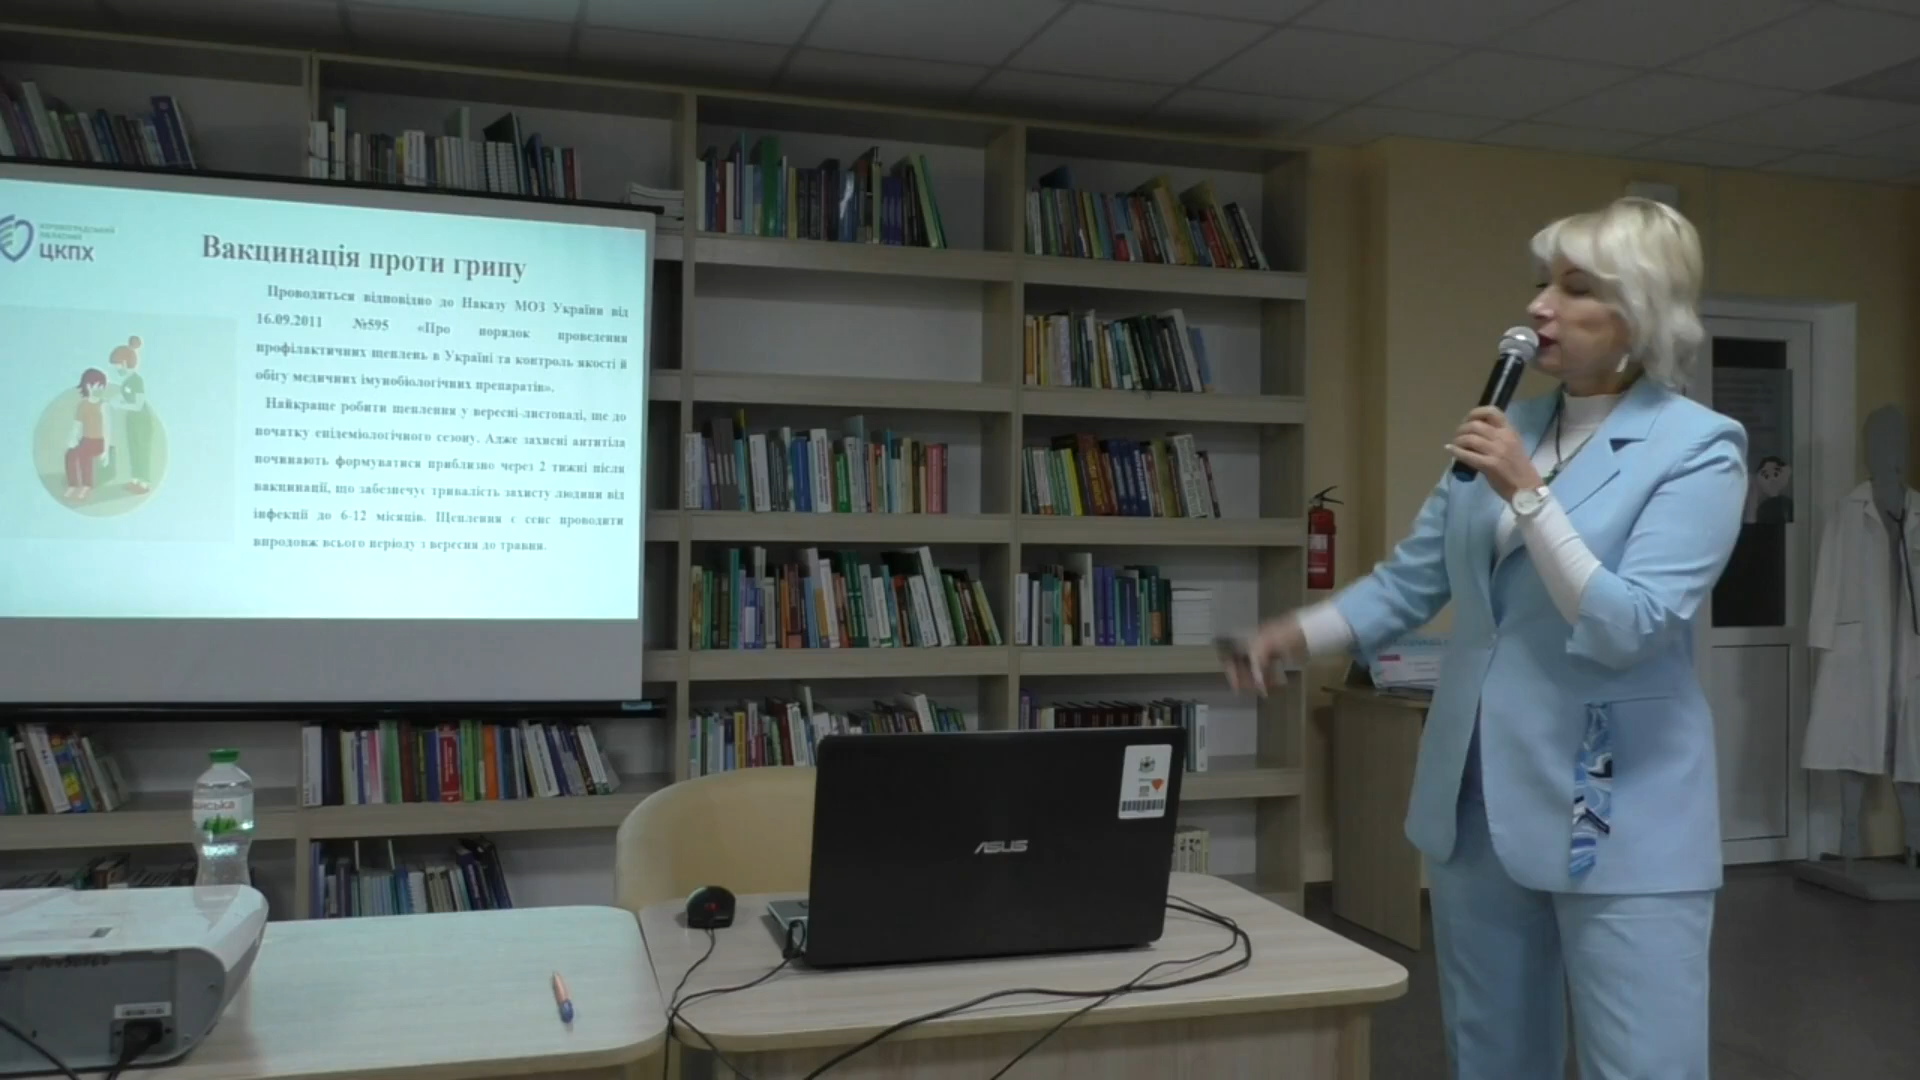 КІРОВОГРАДСЬКИЙ
ОБЛАСНИЙ
ЦКПХ
Вакцинація проти грипу
Проводиться відповідно до Наказу МОЗ України від
16.09.2011 №595 «Про порядок проведення
профілактичних щеплень в Україні та контроль якості й
обігу медичних імунобіологічних препаратів».
Найкраще робити щеплення у вересні-листопаді, ще до
початку епідеміологічного сезону. Адже захисні антитіла
починають формуватися приблизно через 2 тижні після
вакцинації, що забезпечує тривалість захисту людини від
інфекції до 6-12 місяців. Щеплення є сенс проводити
впродовж всього періоду з вересня до травня.
ASUS